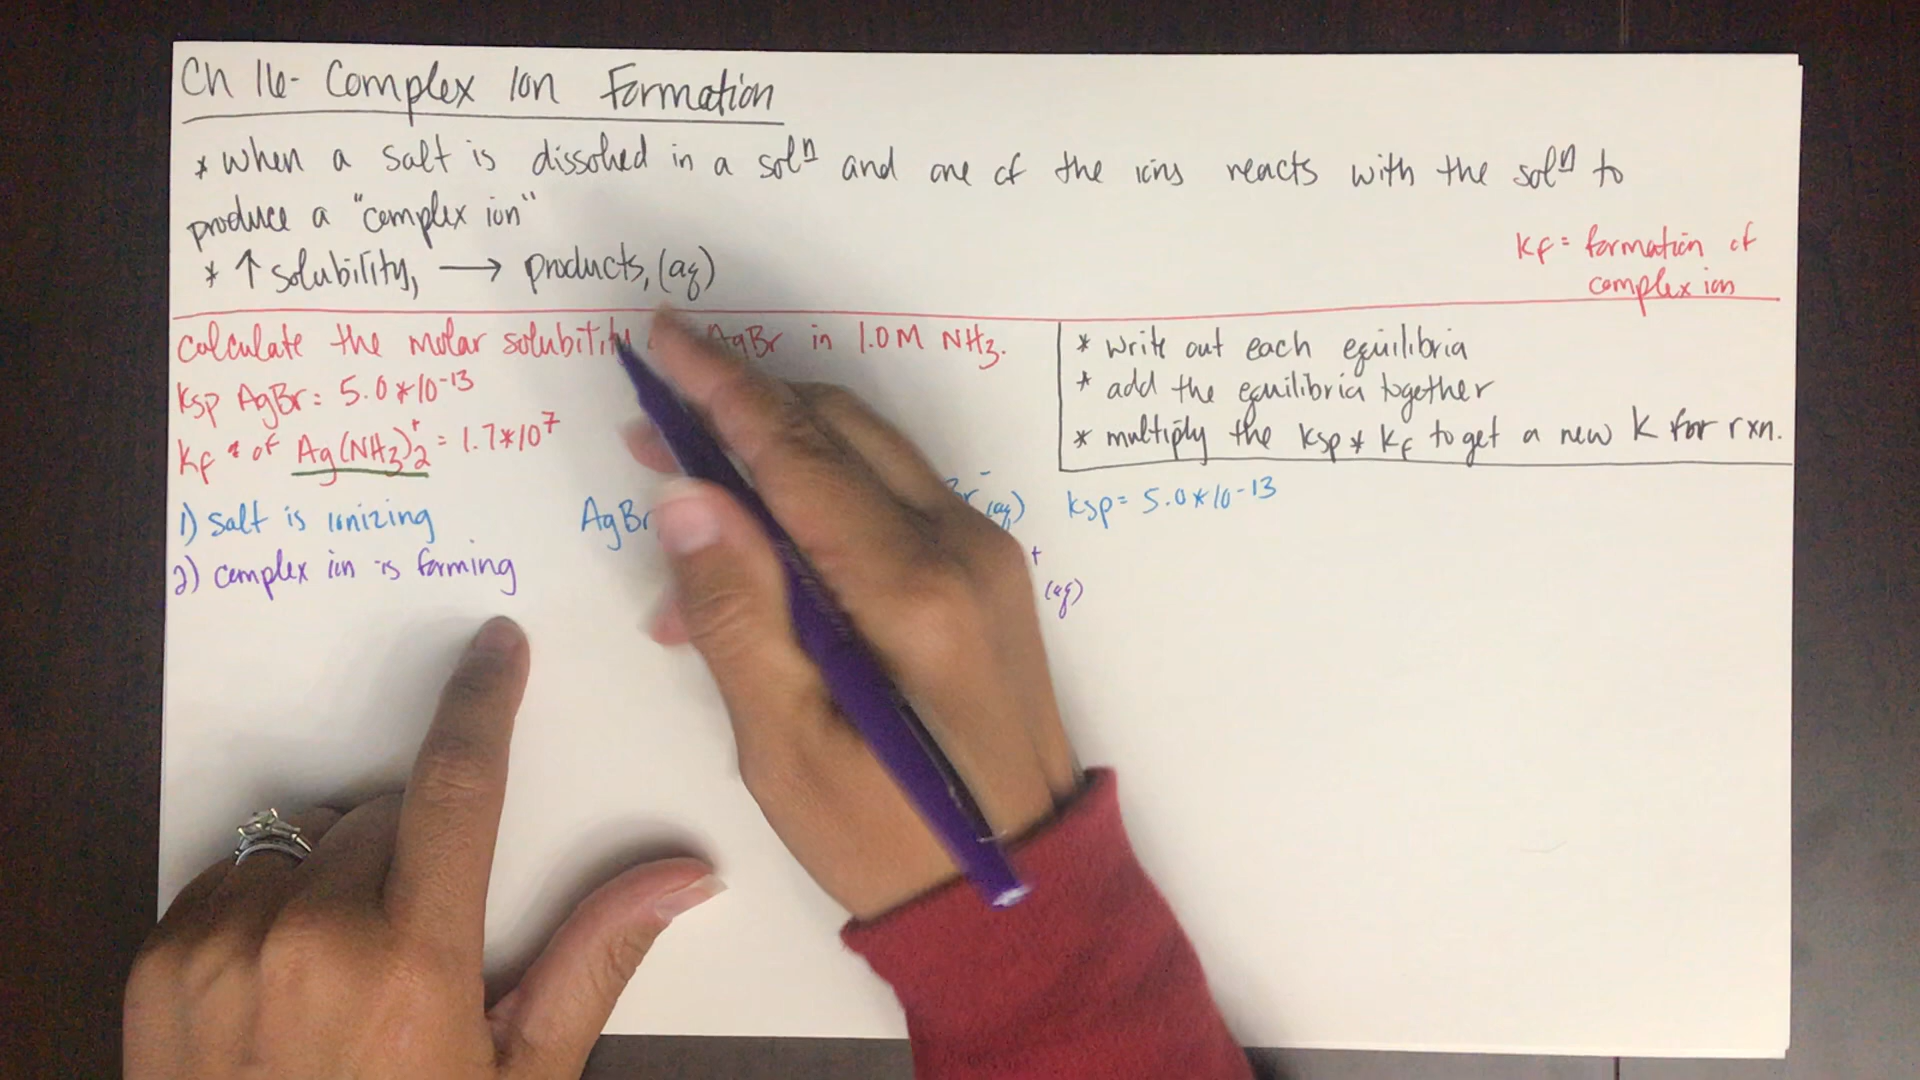 Ch 16- Complex Ion Formation
* When a salt is dissolved in a solⁿ and one of the ions reacts with the solⁿ to
produce a "complex ion"
* ↑ solubility, → products, (aq)
Kf = formation of
complex ion
Calculate the molar solubility AgBr in 1.0M NH3.
Ksp AgBr = 5.0*10^-13
Kf of Ag(NH3)2+ = 1.7*10^7
* write out each equilibria
* add the equilibria together
* multiply the Ksp * Kf to get a new K for rxn.
1) Salt is ionizing AgBr Br-(aq) Ksp = 5.0*10^-13
2) complex ion is forming + (aq)